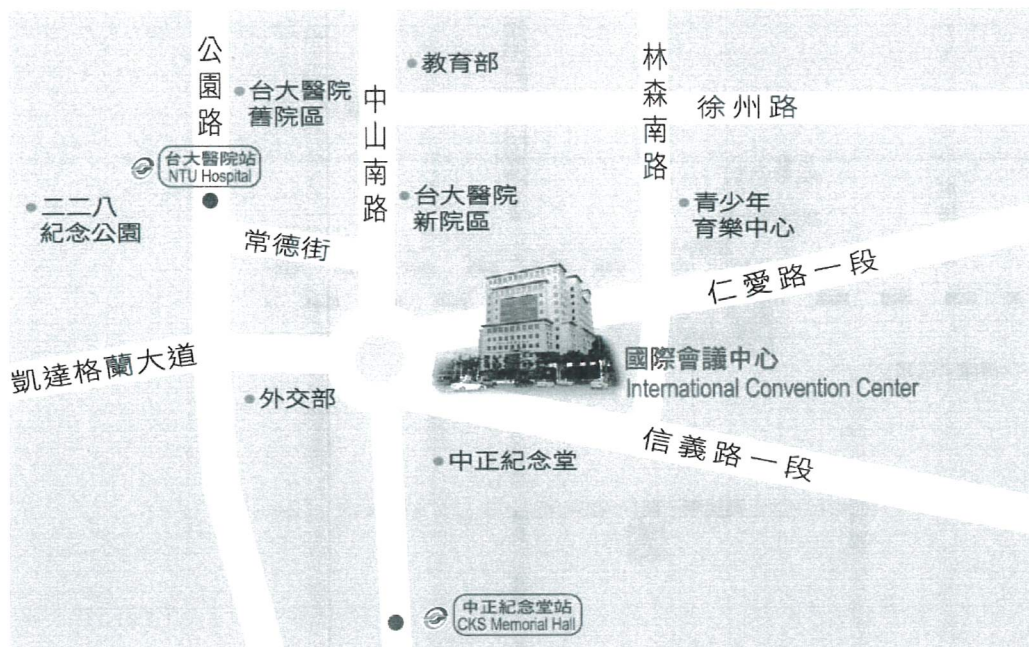 公園路
台大醫院
舊院區
中山南路
教育部
林森南路
徐州路
台大醫院站
NTU Hospital
二二八
紀念公園
常德街
台大醫院
新院區
青少年
育樂中心
仁愛路一段
凱達格蘭大道
外交部
國際會議中心
International Convention Center
信義路一段
中正紀念堂
中正紀念堂站
CKS Memorial Hall